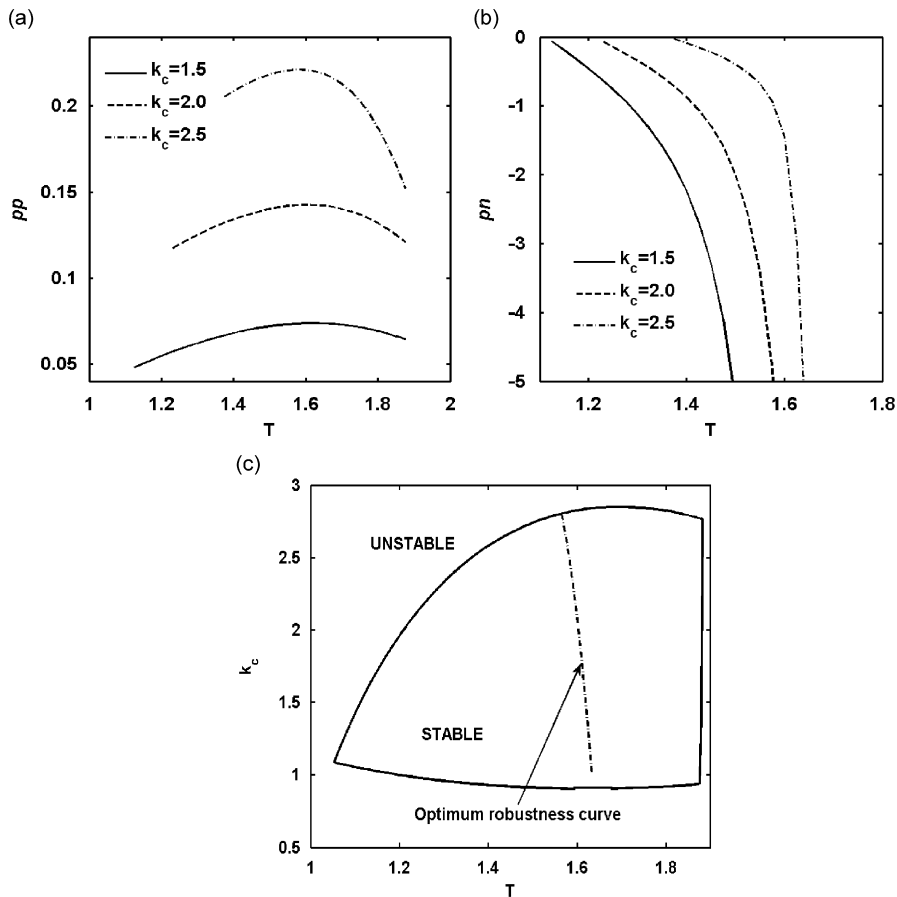 (a)
k_c=1.5
k_c=2.0
k_c=2.5
0.2
0.15
0.1
0.05
pp
1 1.2 1.4 1.6 1.8 2
T
(b)
0
-1
-2
-3
-4
-5
pn
k_c=1.5
k_c=2.0
k_c=2.5
1.2 1.4 1.6 1.8
T
(c)
3
2.5
2
1.5
1
0.5
k_c
UNSTABLE
STABLE
Optimum robustness curve
1 1.2 1.4 1.6 1.8
T